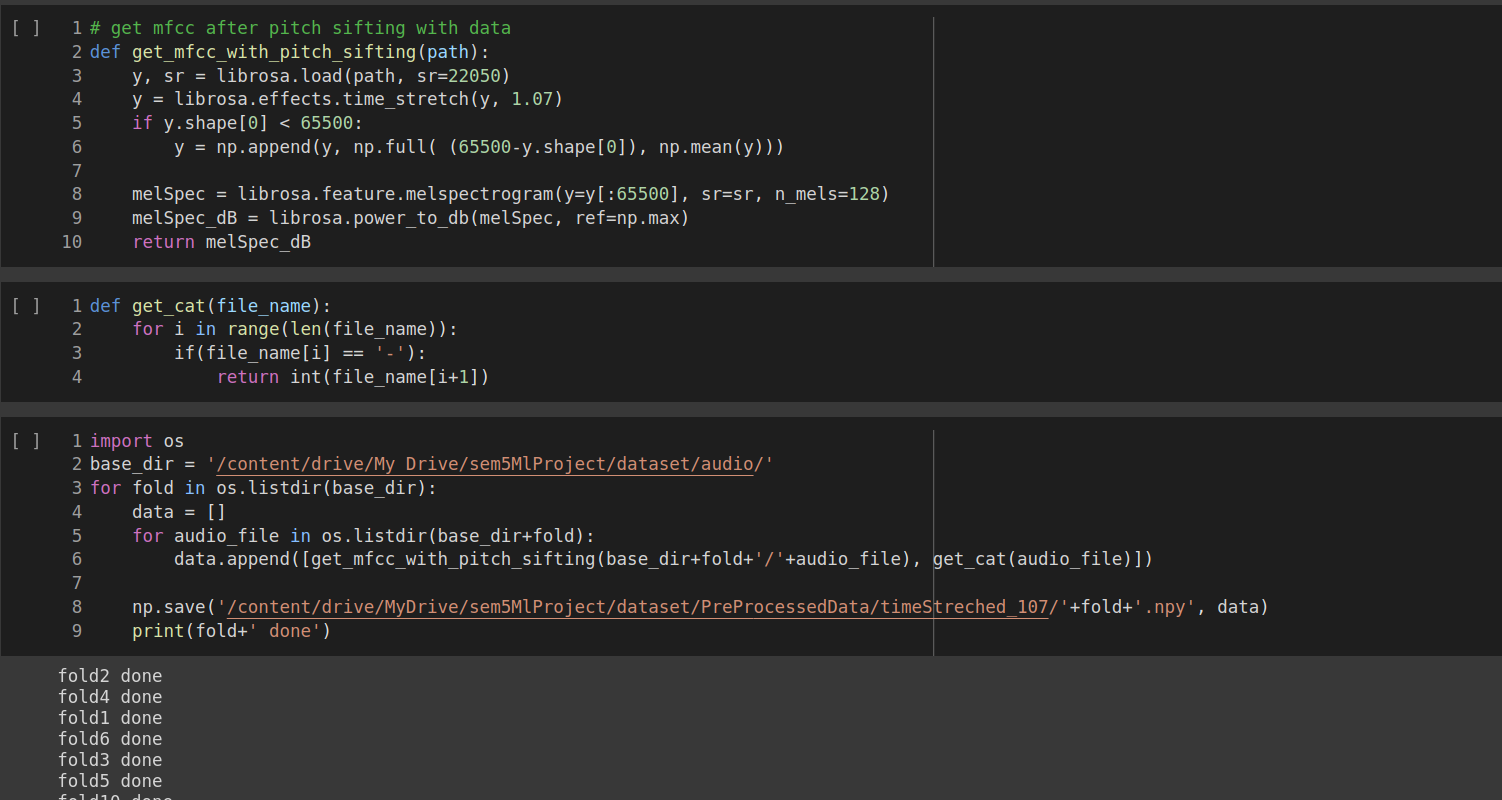 [ ] 1 # get mfcc after pitch sifting with data
2 def get_mfcc_with_pitch_sifting(path):
3     y, sr = librosa.load(path, sr=22050)
4     y = librosa.effects.time_stretch(y, 1.07)
5     if y.shape[0] < 65500:
6         y = np.append(y, np.full( (65500-y.shape[0]), np.mean(y)))
7
8     melSpec = librosa.feature.melspectrogram(y=y[:65500], sr=sr, n_mels=128)
9     melSpec_dB = librosa.power_to_db(melSpec, ref=np.max)
10     return melSpec_dB
[ ] 1 def get_cat(file_name):
2     for i in range(len(file_name)):
3         if(file_name[i] == '-'):
4             return int(file_name[i+1])
[ ] 1 import os
2 base_dir = '/content/drive/My Drive/sem5MlProject/dataset/audio/'
3 for fold in os.listdir(base_dir):
4     data = []
5     for audio_file in os.listdir(base_dir+fold):
6         data.append([get_mfcc_with_pitch_sifting(base_dir+fold+'/'+audio_file), get_cat(audio_file)])
7
8     np.save('/content/drive/MyDrive/sem5MlProject/dataset/PreProcessedData/timeStreched_107/'+fold+'.npy', data)
9     print(fold+' done')
fold2 done
fold4 done
fold1 done
fold6 done
fold3 done
fold5 done
fold10 done